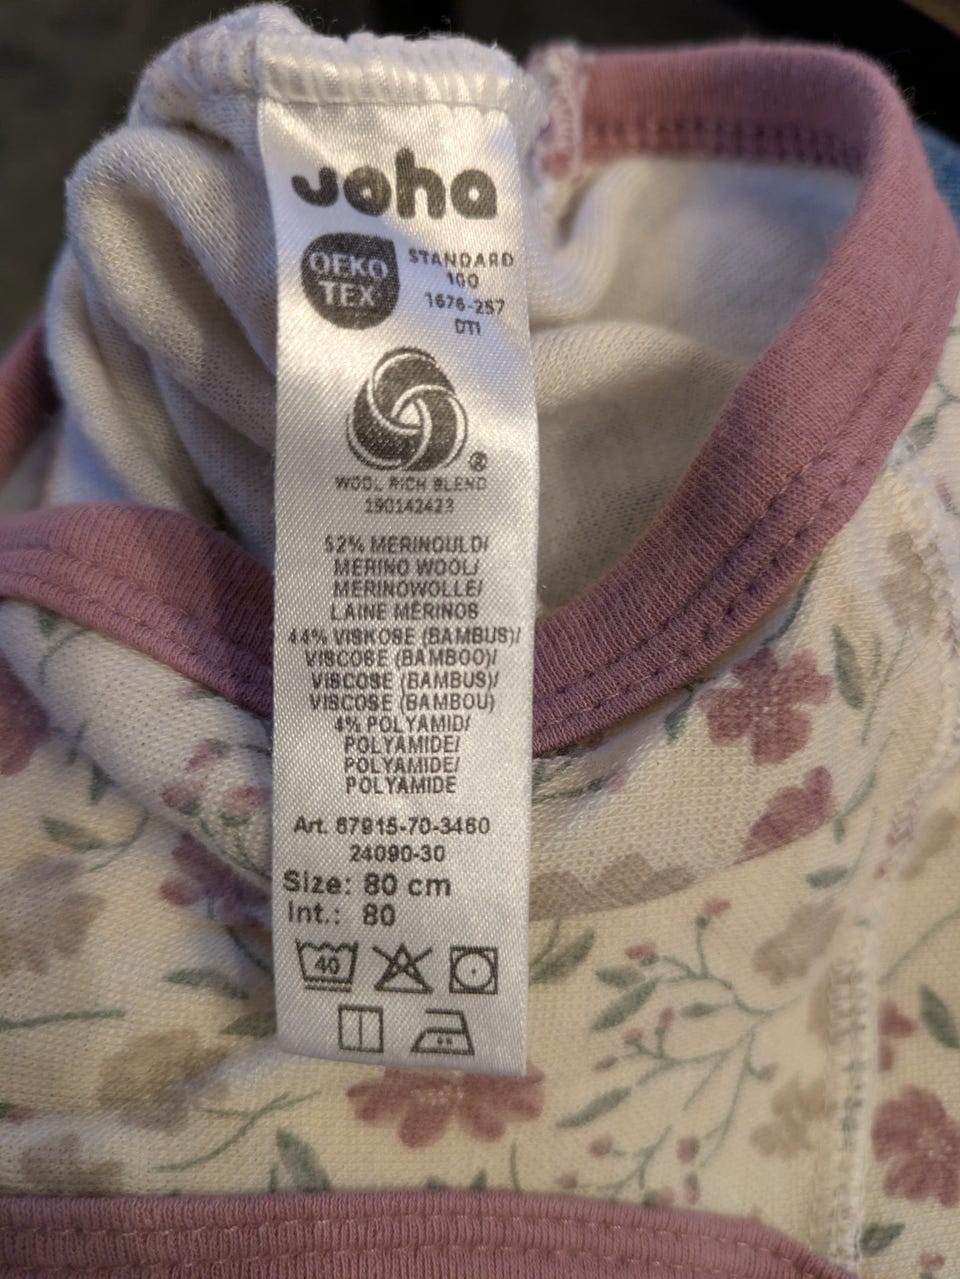 Joha
OEKO
TEX
STANDARD
100
1676-257
DTI
®
WOOL RICH BLEND
190142423
52% MERINOULD/
MERINO WOOL/
MERINOWOLLE/
LAINE MÉRINOS
44% VISKOSE (BAMBUS)/
VISCOSE (BAMBOO)/
VISKOSE (BAMBUS)/
VISCOSE (BAMBOU)
4% POLYAMID/
POLYAMIDE/
POLYAMIDE/
POLYAMIDE
Art. 67915-70-3460
24090-30
Size: 80 cm
Int.: 80
40